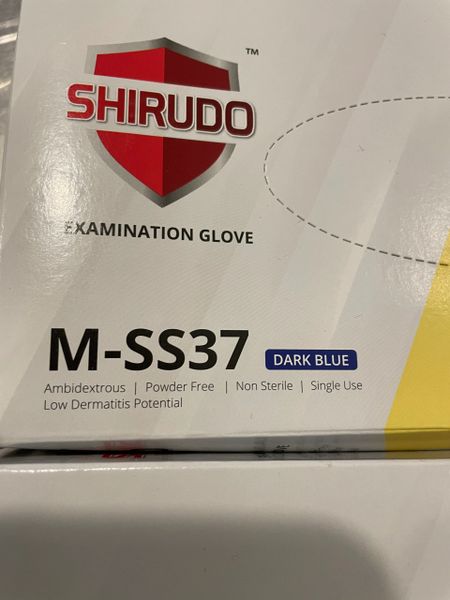 ™
SHIRUDO
EXAMINATION GLOVE
M-SS37 DARK BLUE
Ambidextrous | Powder Free | Non Sterile | Single Use
Low Dermatitis Potential